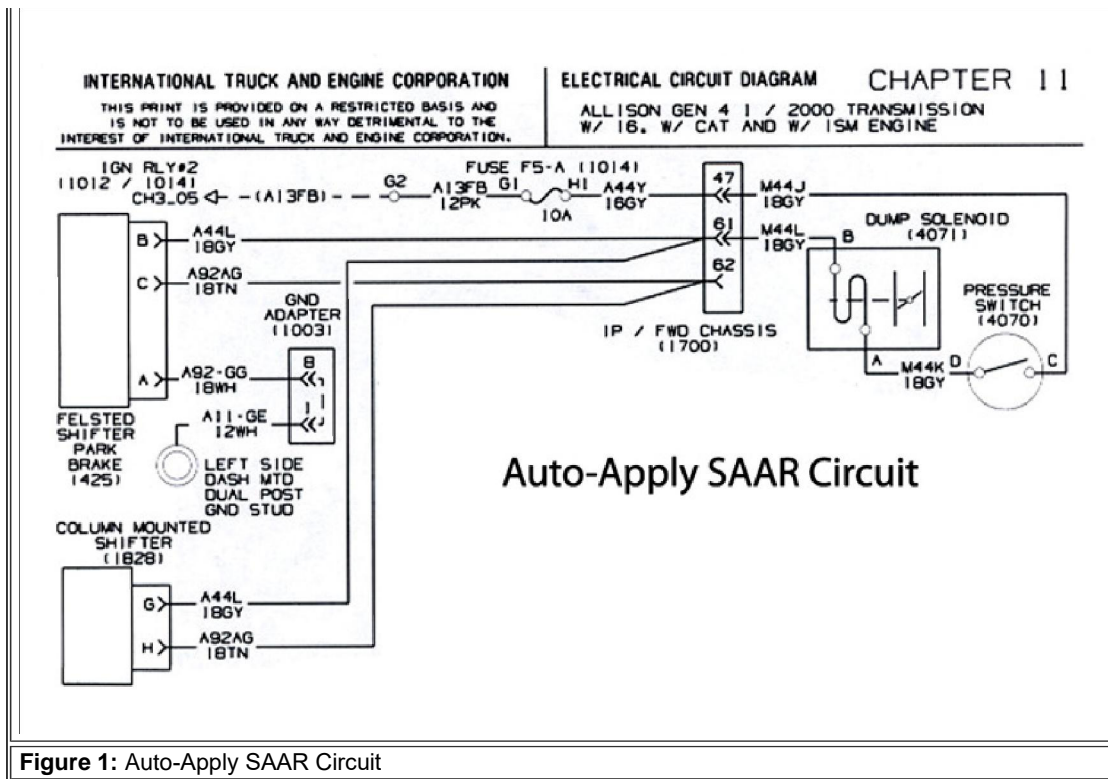 INTERNATIONAL TRUCK AND ENGINE CORPORATION
THIS PRINT IS PROVIDED ON A RESTRICTED BASIS AND
IS NOT TO BE USED IN ANY WAY DETRIMENTAL TO THE
INTEREST OF INTERNATIONAL TRUCK AND ENGINE CORPORATION.
ELECTRICAL CIRCUIT DIAGRAM CHAPTER 11
ALLISON GEN 4 1 / 2000 TRANSMISSION
W/ I6, W/ CAT AND W/ ISM ENGINE
IGN RLY#2
(1012 / 1014)
CH3_05
(A13FB)
G2
A13FB
12PK
FUSE F5-A (1014)
G1
H1
10A
A44Y
16GY
47
M44J
18GY
61
M44L
18GY
62
IP / FWD CHASSIS
(1700)
DUMP SOLENOID
(4071)
B
A
M44K
18GY
PRESSURE
SWITCH
(4070)
D
C
B
A44L
18GY
C
A92AG
18TN
A
A92-GG
18WH
GND
ADAPTER
(1003)
8
1
A11-GE
12WH
FELSTED
SHIFTER
PARK
BRAKE
(425)
LEFT SIDE
DASH MTD
DUAL POST
GND STUD
Auto-Apply SAAR Circuit
COLUMN MOUNTED
SHIFTER
(1828)
G
A44L
18GY
H
A92AG
18TN
Figure 1: Auto-Apply SAAR Circuit